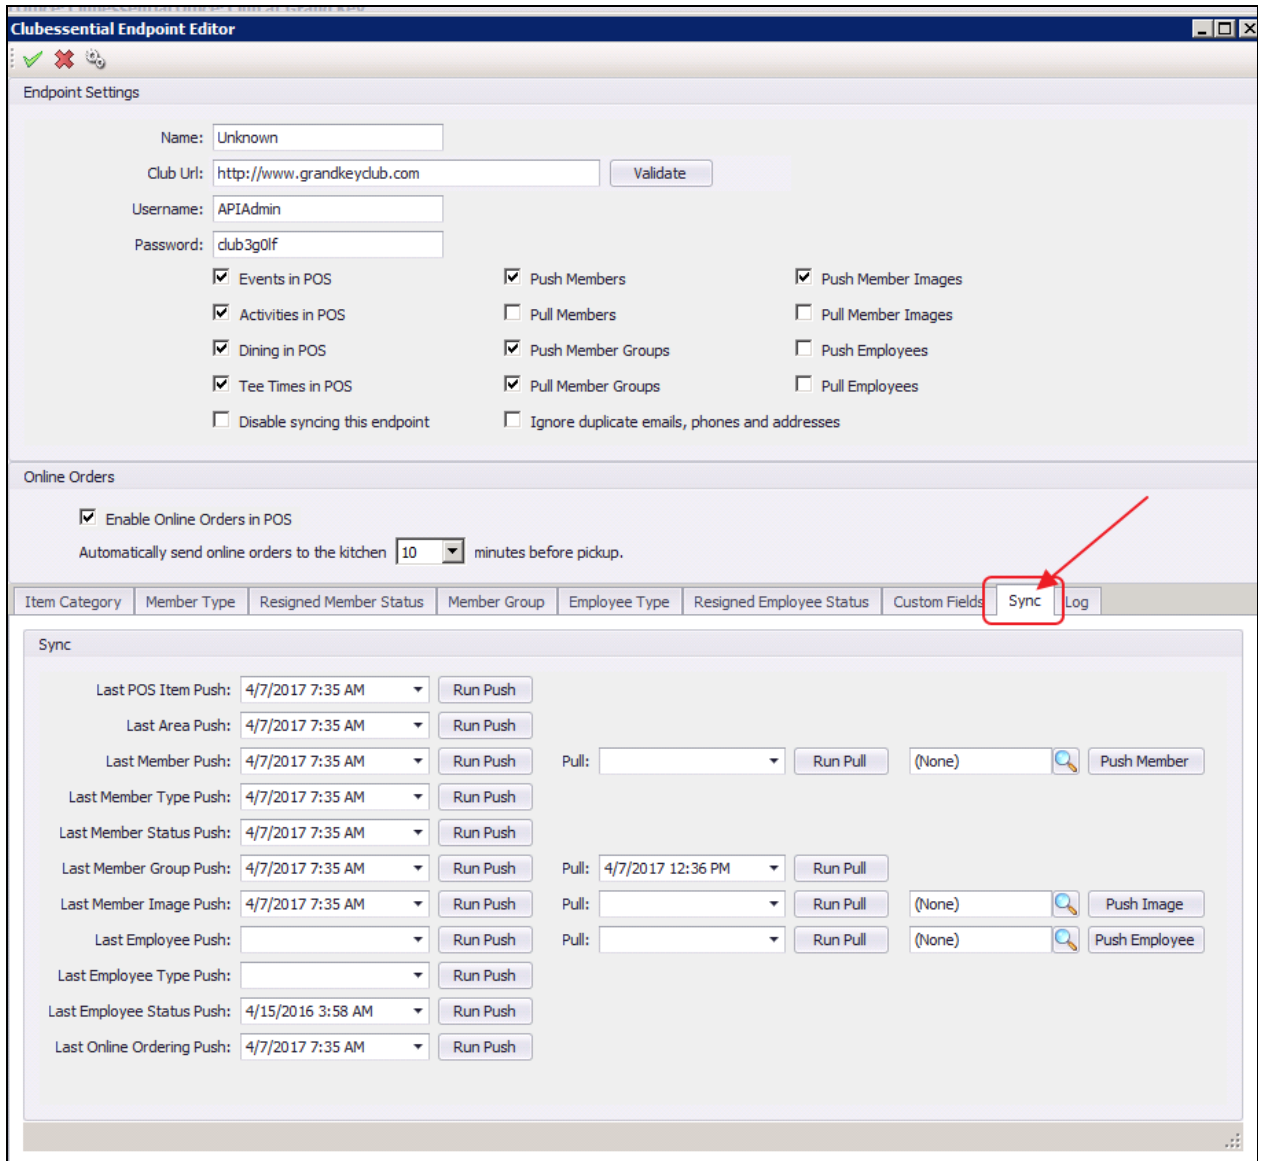 Clubessential Endpoint Editor
Endpoint Settings
Name: Unknown
Club Url: http://www.grandkeyclub.com Validate
Username: APIAdmin
Password: club3g0lf
Events in POS Push Members Push Member Images
Activities in POS Pull Members Pull Member Images
Dining in POS Push Member Groups Push Employees
Tee Times in POS Pull Member Groups Pull Employees
Disable syncing this endpoint Ignore duplicate emails, phones and addresses
Online Orders
Enable Online Orders in POS
Automatically send online orders to the kitchen 10 minutes before pickup.
Item Category Member Type Resigned Member Status Member Group Employee Type Resigned Employee Status Custom Fields Sync Log
Sync
Last POS Item Push: 4/7/2017 7:35 AM Run Push
Last Area Push: 4/7/2017 7:35 AM Run Push
Last Member Push: 4/7/2017 7:35 AM Run Push Pull: Run Pull (None) Push Member
Last Member Type Push: 4/7/2017 7:35 AM Run Push
Last Member Status Push: 4/7/2017 7:35 AM Run Push
Last Member Group Push: 4/7/2017 7:35 AM Run Push Pull: 4/7/2017 12:36 PM Run Pull
Last Member Image Push: 4/7/2017 7:35 AM Run Push Pull: Run Pull (None) Push Image
Last Employee Push: Run Push Pull: Run Pull (None) Push Employee
Last Employee Type Push: Run Push
Last Employee Status Push: 4/15/2016 3:58 AM Run Push
Last Online Ordering Push: 4/7/2017 7:35 AM Run Push